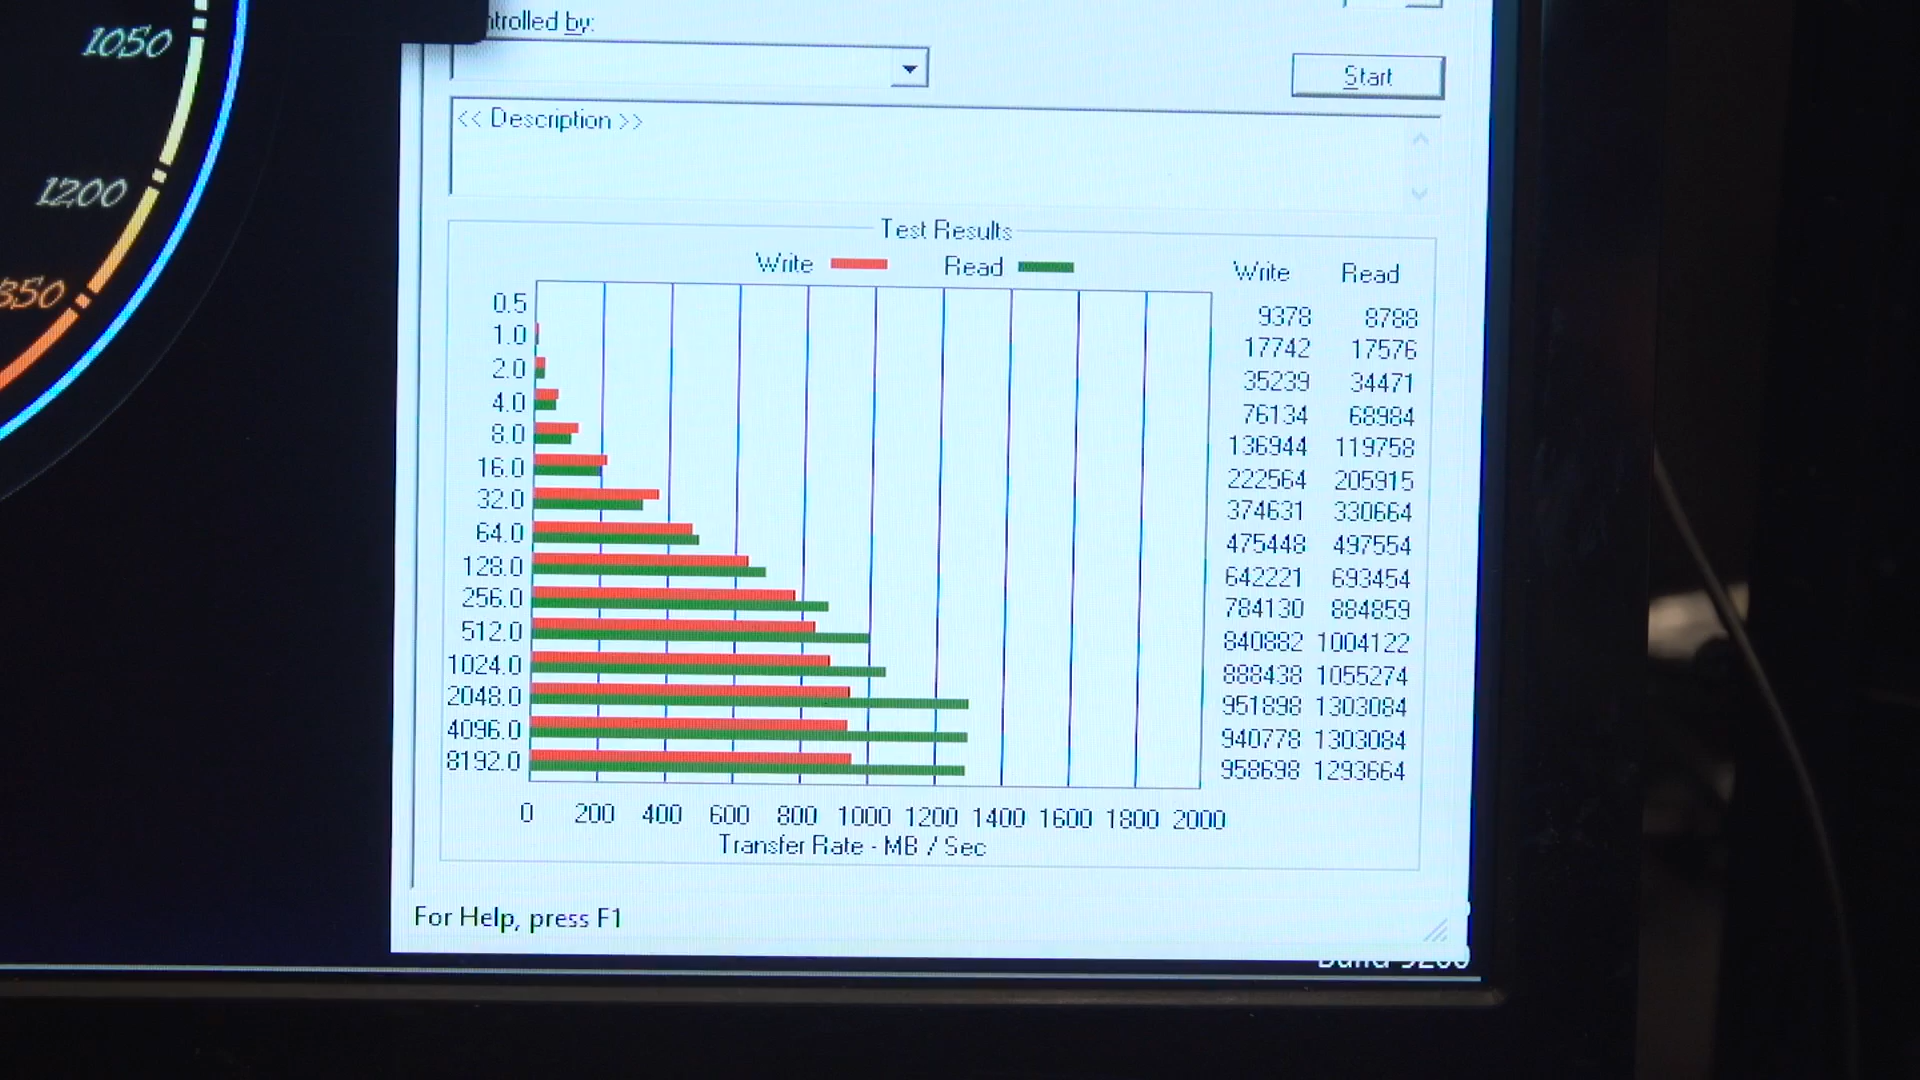 1050
1200
350
ntrolled by:
Start
<< Description >>
Test Results
Write Read Write Read
0.5 9378 8788
1.0 17742 17576
2.0 35239 34471
4.0 76134 68984
8.0 136944 119758
16.0 222564 205915
32.0 374631 330664
64.0 475448 497554
128.0 642221 693454
256.0 784130 884859
512.0 840882 1004122
1024.0 888438 1055274
2048.0 951898 1303084
4096.0 940778 1303084
8192.0 958698 1293664
0 200 400 600 800 1000 1200 1400 1600 1800 2000
Transfer Rate - MB / Sec
For Help, press F1